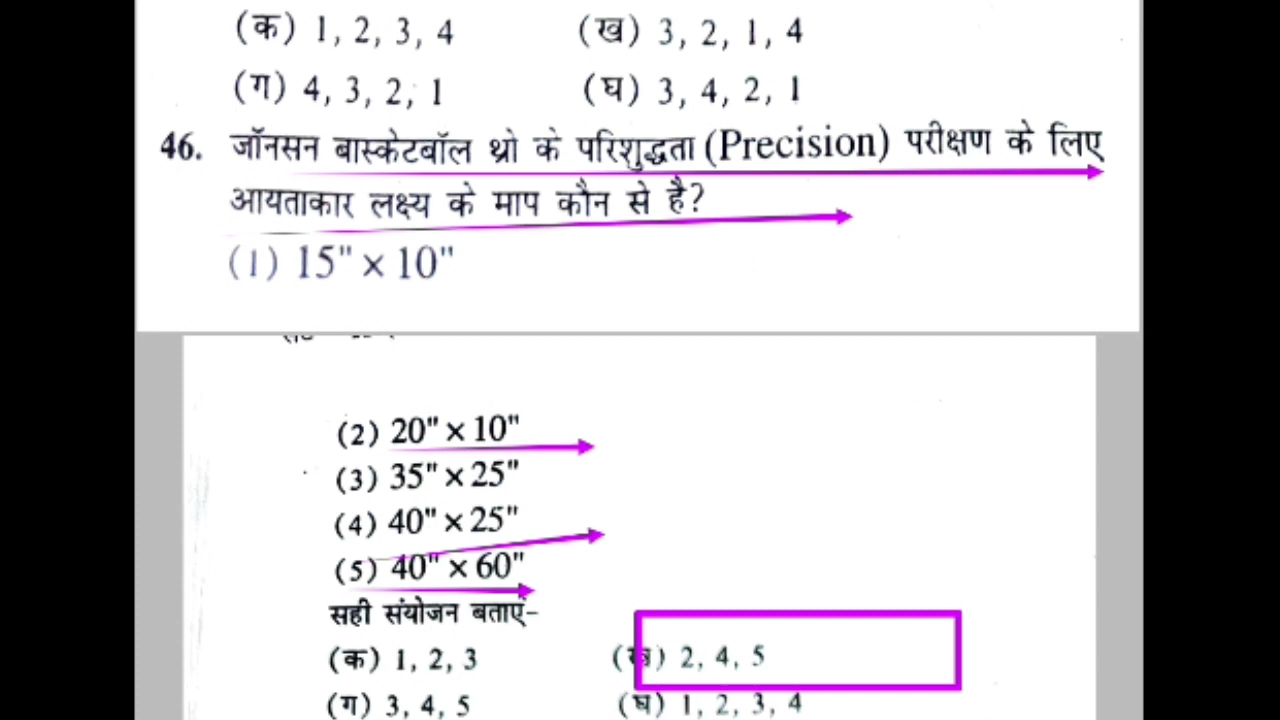 (क) 1, 2, 3, 4 (ख) 3, 2, 1, 4
(ग) 4, 3, 2, 1 (घ) 3, 4, 2, 1
46. जॉनसन बास्केटबॉल थ्रो के परिशुद्धता (Precision) परीक्षण के लिए
आयताकार लक्ष्य के माप कौन से है?
(1) 15" × 10"
(2) 20" × 10"
(3) 35" × 25"
(4) 40" × 25"
(5) 40" × 60"
सही संयोजन बताएं-
(क) 1, 2, 3 (ख) 2, 4, 5
(ग) 3, 4, 5 (घ) 1, 2, 3, 4